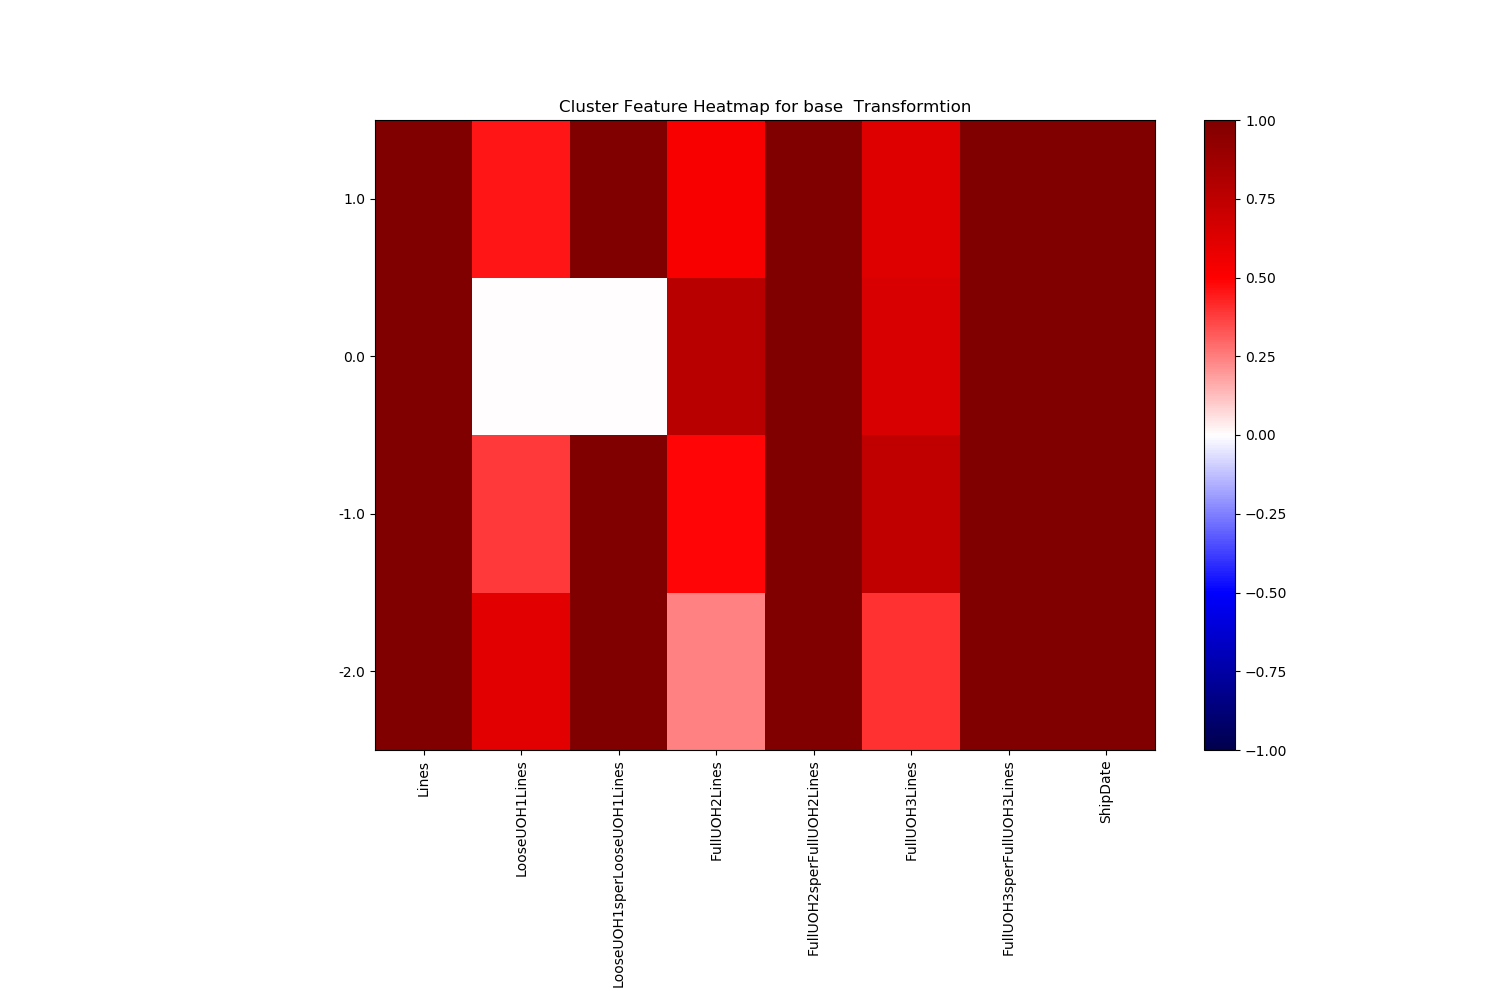 Cluster Feature Heatmap for base  Transformtion
1.0
0.0
-1.0
-2.0
Lines
LooseUOH1Lines
LooseUOH1sperLooseUOH1Lines
FullUOH2Lines
FullUOH2sperFullUOH2Lines
FullUOH3Lines
FullUOH3sperFullUOH3Lines
ShipDate
1.00
0.75
0.50
0.25
0.00
−0.25
−0.50
−0.75
−1.00